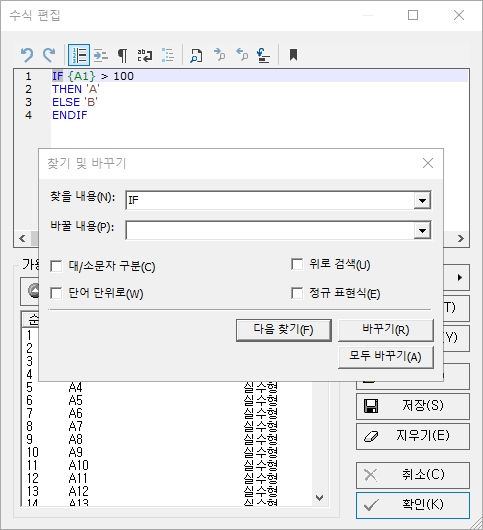 수식 편집
1 IF {A1} > 100
2 THEN 'A'
3 ELSE 'B'
4 ENDIF
찾기 및 바꾸기
찾을 내용(N): IF
바꿀 내용(P):
대/소문자 구분(C) 위로 검색(U)
단어 단위로(W) 정규 표현식(E)
다음 찾기(F) 바꾸기(R)
모두 바꾸기(A)
가용
순
1
2
3
4
5 A4 실수형
6 A5 실수형
7 A6 실수형
8 A7 실수형
9 A8 실수형
10 A9 실수형
11 A10 실수형
12 A11 실수형
13 A12 실수형
14 A13 실수형
T)
Y)
저장(S)
지우기(E)
취소(C)
확인(K)